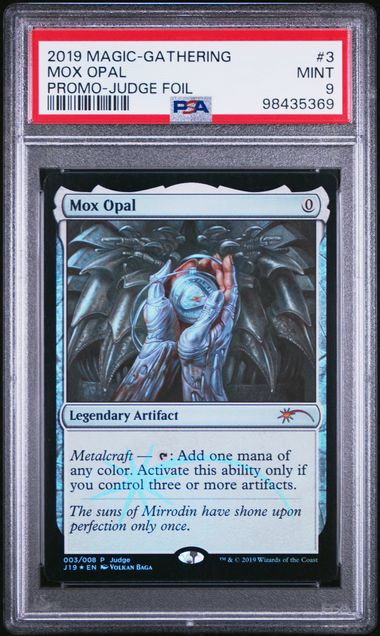 2019 MAGIC-GATHERING #3
MOX OPAL MINT
PROMO-JUDGE FOIL 9
PSA 98435369
Mox Opal 0
Legendary Artifact
Metalcraft — : Add one mana of
any color. Activate this ability only if
you control three or more artifacts.
The suns of Mirrodin have shone upon
perfection only once.
003/008 P Judge
J19 ★ EN VOLKAN BAGA
™ & © 2019 Wizards of the Coast